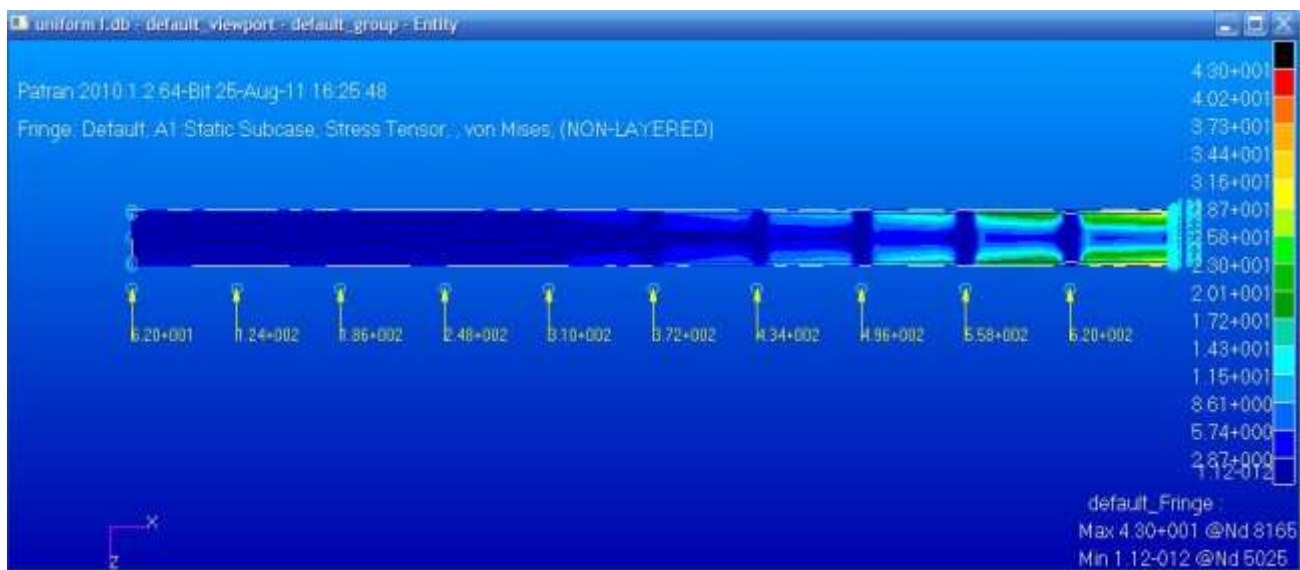 uniform1.db - default_viewport - default_group - Entity
Patran 2010.1.2 64-Bit 25-Aug-11 16:25:48
Fringe: Default, A1:Static Subcase, Stress Tensor, , von Mises, (NON-LAYERED)
4.30+001
4.02+001
3.73+001
3.44+001
3.16+001
2.87+001
2.58+001
2.30+001
2.01+001
1.72+001
1.43+001
1.15+001
8.61+000
5.74+000
2.87+000
1.12-012
6.20+001 1.24+002 1.86+002 2.48+002 3.10+002 3.72+002 4.34+002 4.96+002 5.58+002 6.20+002
X
Z
default_Fringe :
Max 4.30+001 @Nd 8165
Min 1.12-012 @Nd 5025